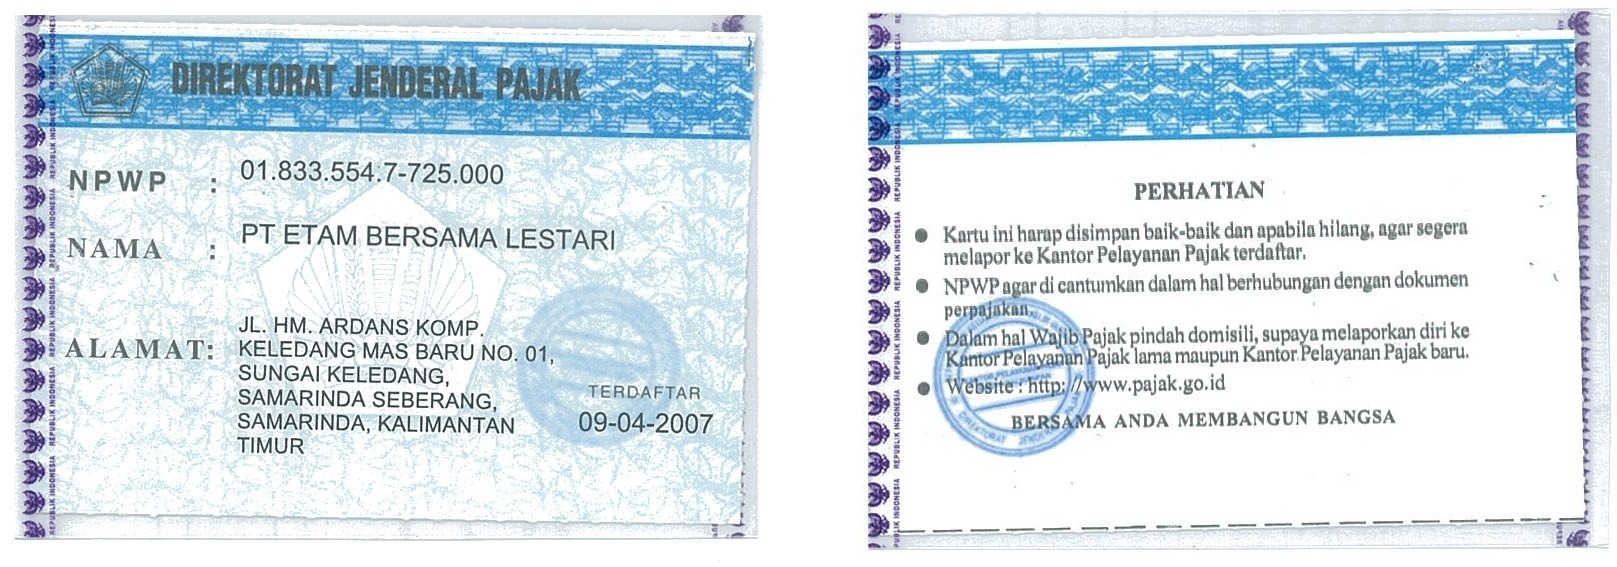 DIREKTORAT JENDERAL PAJAK
NPWP : 01.833.554.7-725.000
NAMA : PT ETAM BERSAMA LESTARI
ALAMAT: JL. HM. ARDANS KOMP.
KELEDANG MAS BARU NO. 01,
SUNGAI KELEDANG,
SAMARINDA SEBERANG,
SAMARINDA, KALIMANTAN
TIMUR
TERDAFTAR
09-04-2007
REPUBLIK INDONESIA
PERHATIAN
● Kartu ini harap disimpan baik-baik dan apabila hilang, agar segera
melapor ke Kantor Pelayanan Pajak terdaftar.
● NPWP agar di cantumkan dalam hal berhubungan dengan dokumen
perpajakan.
● Dalam hal Wajib Pajak pindah domisili, supaya melaporkan diri ke
Kantor Pelayanan Pajak lama maupun Kantor Pelayanan Pajak baru.
● Website : http: //www.pajak.go.id
BERSAMA ANDA MEMBANGUN BANGSA
DIREKTORAT JENDERAL PAJAK
REPUBLIK INDONESIA